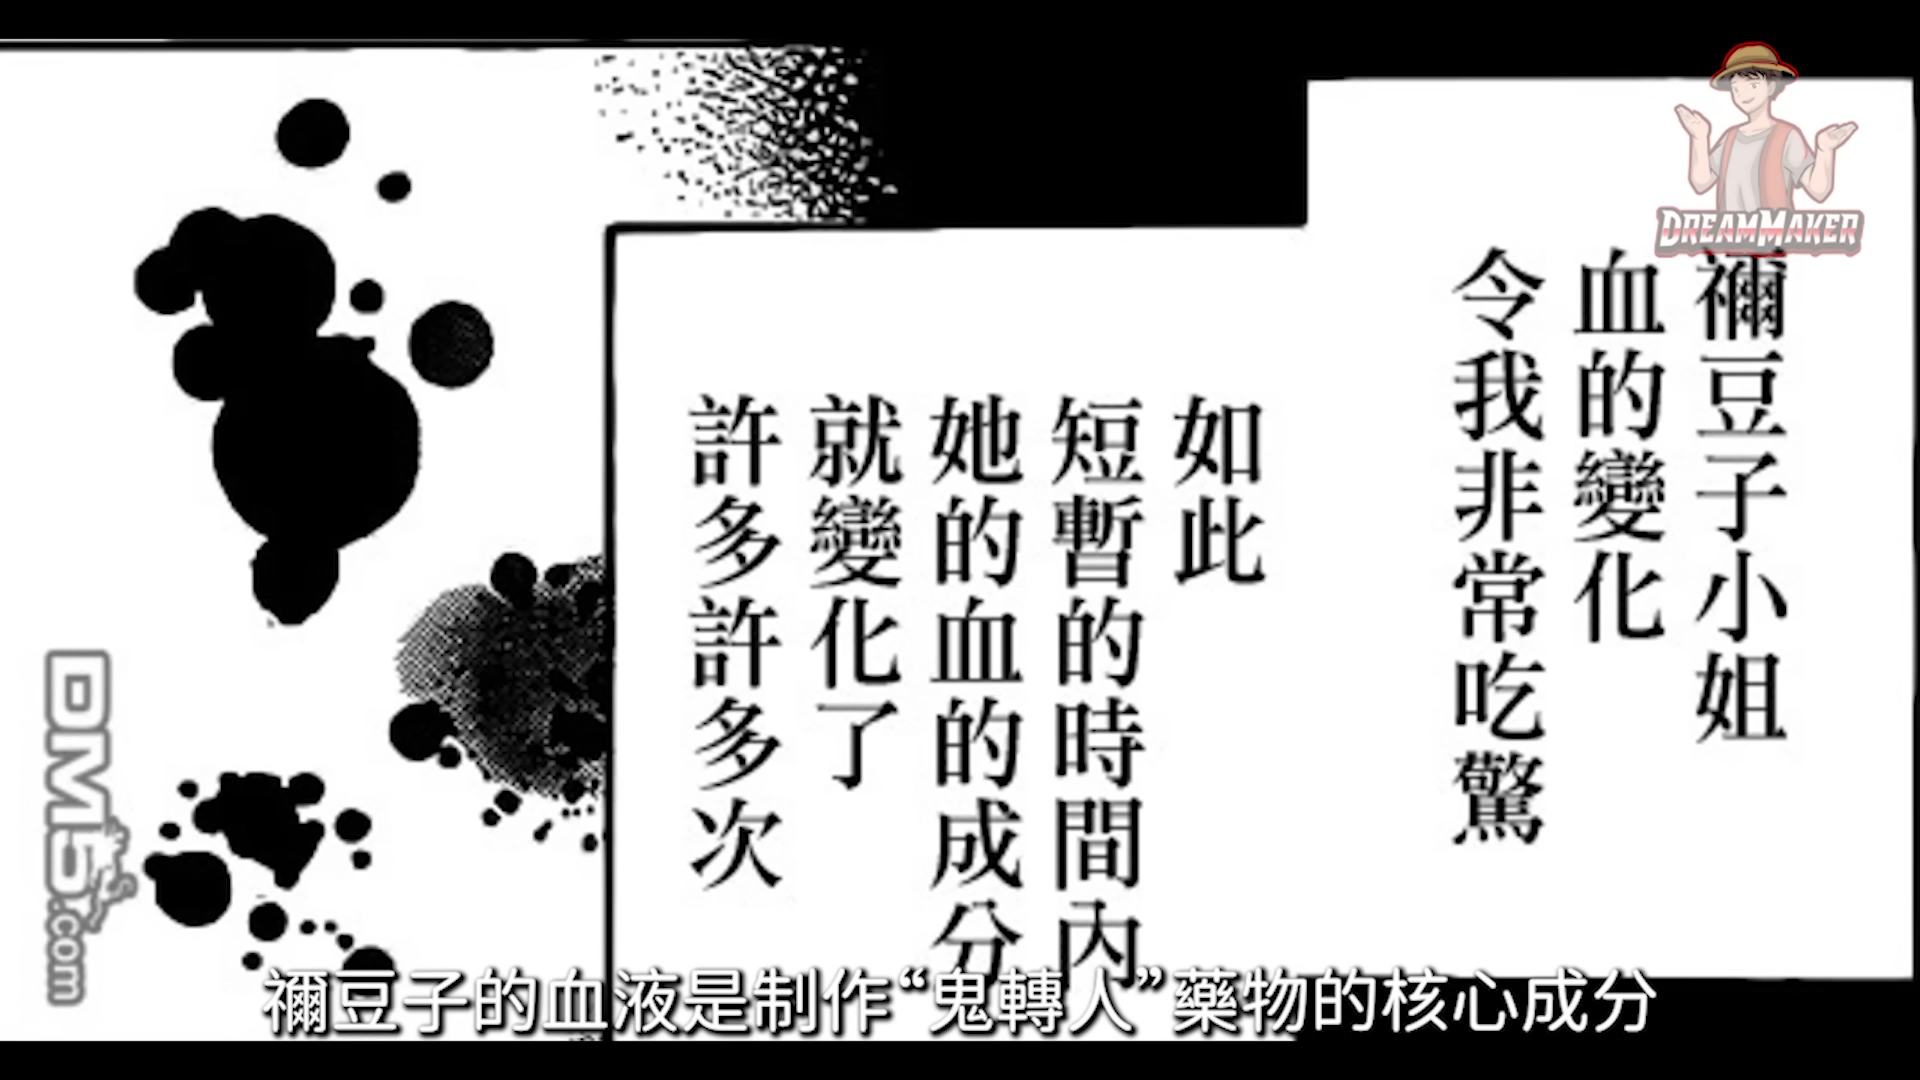 DREAMMAKER
禰豆子小姐
血的變化
令我非常吃驚
如此
短暫的時間內
她的血的成分
就變化了
許多許多次
DM5.com
禰豆子的血液是制作“鬼轉人”藥物的核心成分